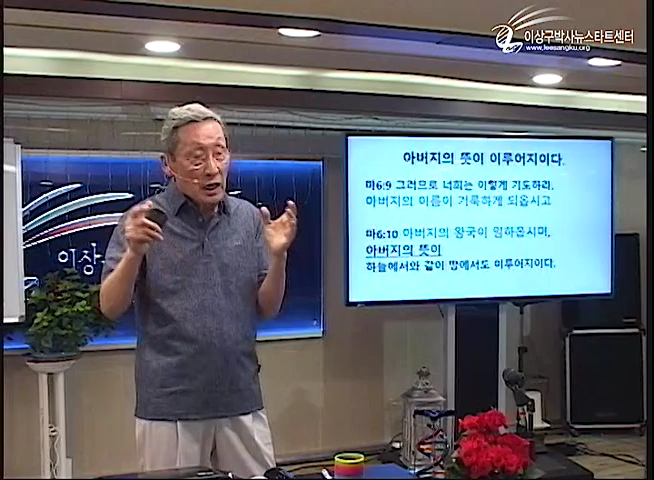 이상구박사뉴스타트센터
www.leesangku.org
아버지의 뜻이 이루어지이다.
마6:9 그러므로 너희는 이렇게 기도하라.
아버지의 이름이 거룩하게 되옵시고
마6:10 아버지의 왕국이 임하옵시며,
아버지의 뜻이
하늘에서와 같이 땅에서도 이루어지이다.
이상